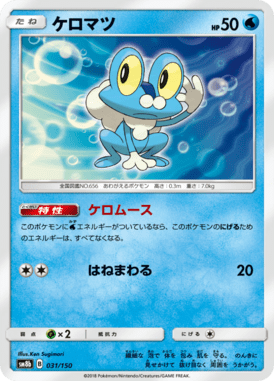 たね ケロマツ HP50
全国図鑑No.656 あわがえるポケモン 高さ：0.3m 重さ：7.0kg
特性 ケロムース
このポケモンにエネルギーがついているなら、このポケモンのにげるため
のエネルギーは、すべてなくなる。
はねまわる 20
弱点 ×2 抵抗力 にげる
illus. Ken Sugimori
sm8b 031/150
©2018 Pokémon/Nintendo/Creatures/GAME FREAK.